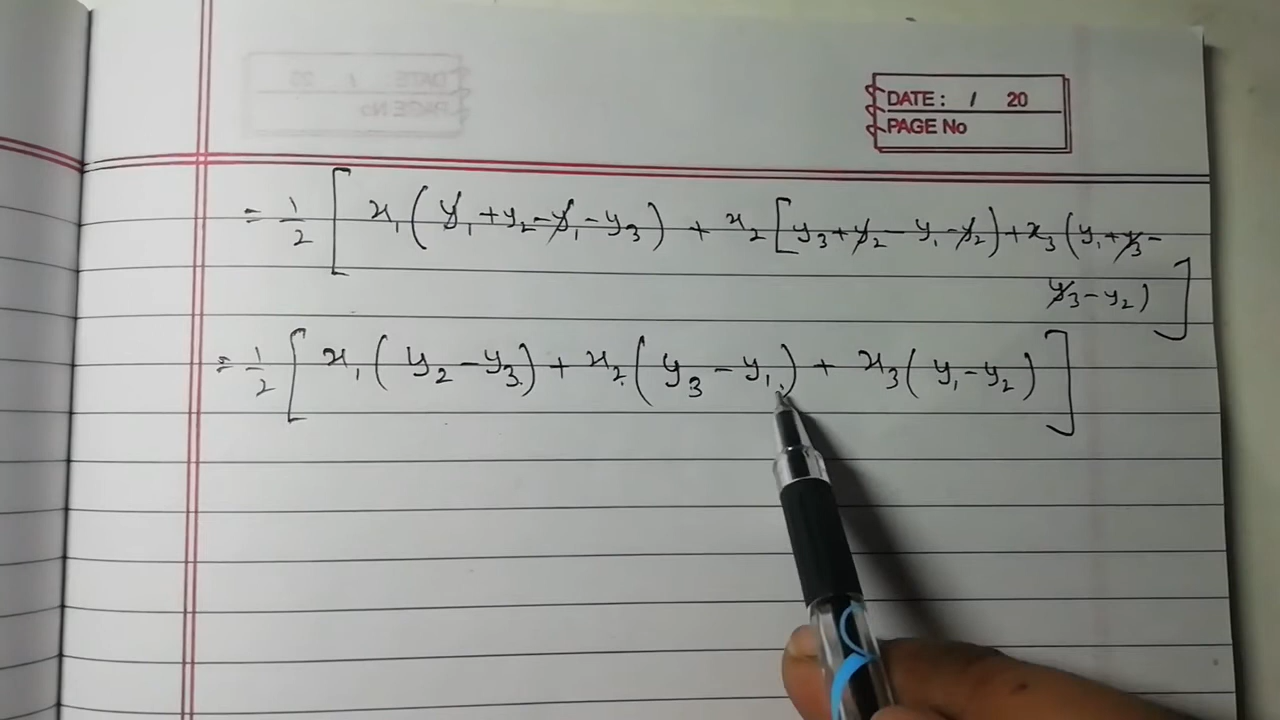 DATE : / 20
PAGE No
= 1/2 [ x₁ ( y₁ + y₂ - y₁ - y₃ ) + x₂ [ y₃ + y₂ - y₁ - y₂ ) + x₃ ( y₁ + y₃ -
y₃ - y₂ ) ]
= 1/2 [ x₁ ( y₂ - y₃ ) + x₂ ( y₃ - y₁ ) + x₃ ( y₁ - y₂ ) ]